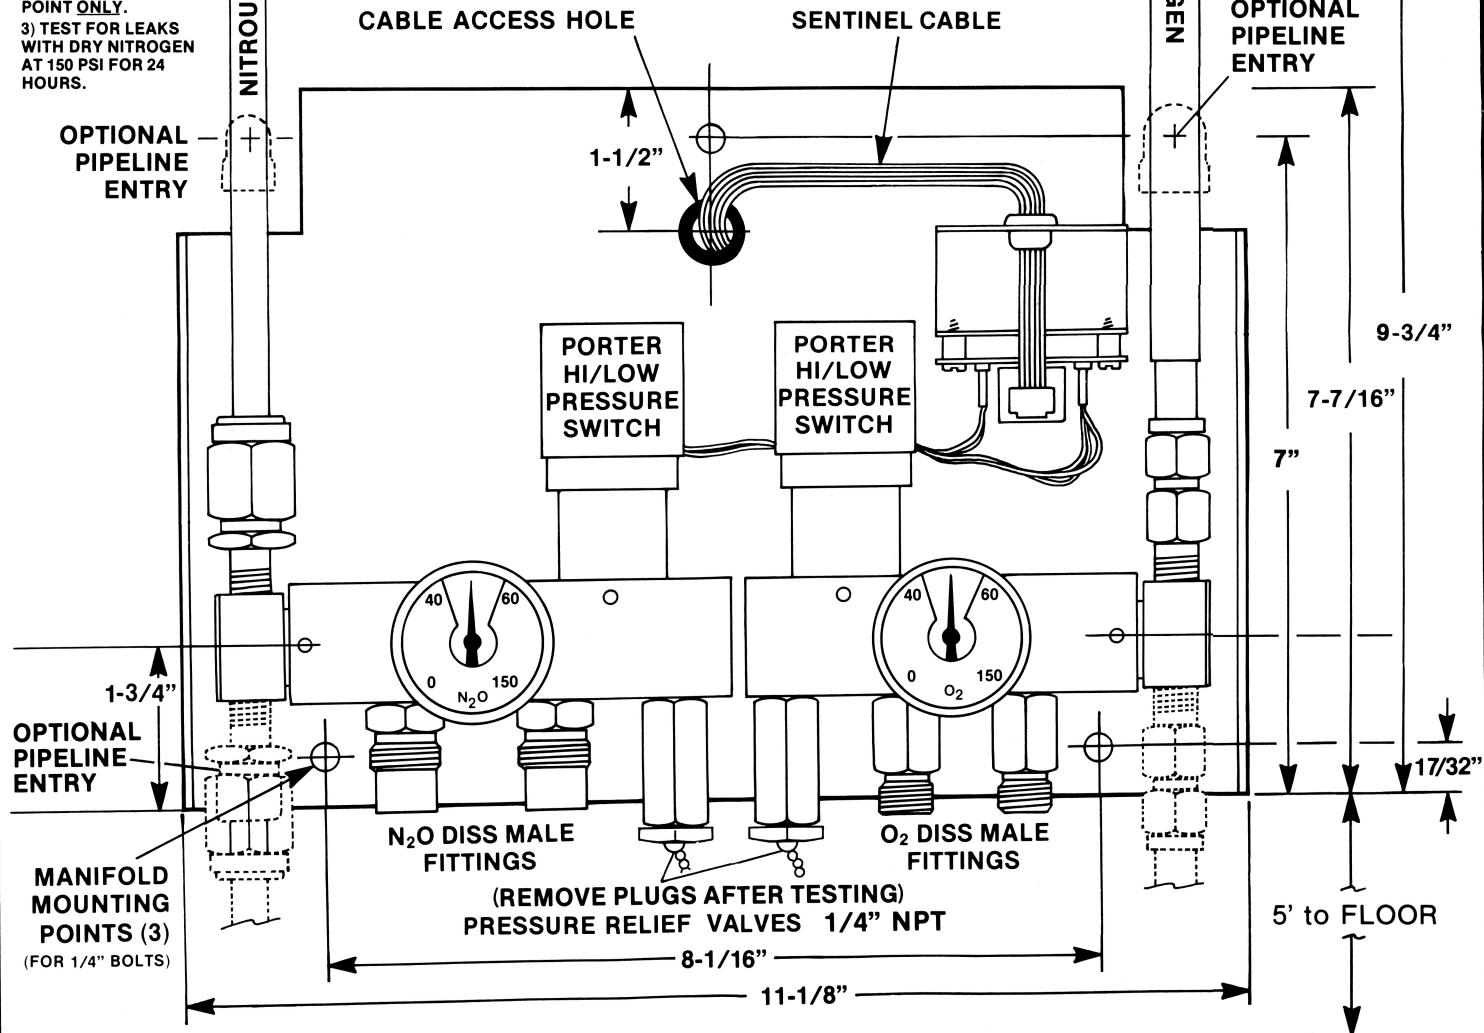 POINT ONLY.
3) TEST FOR LEAKS
WITH DRY NITROGEN
AT 150 PSI FOR 24
HOURS.
NITROU
CABLE ACCESS HOLE
SENTINEL CABLE
GEN
OPTIONAL
PIPELINE
ENTRY
OPTIONAL
PIPELINE
ENTRY
1-1/2”
9-3/4”
7-7/16”
7”
PORTER
HI/LOW
PRESSURE
SWITCH
PORTER
HI/LOW
PRESSURE
SWITCH
40
60
0
150
N₂O
40
60
0
150
O₂
1-3/4”
OPTIONAL
PIPELINE
ENTRY
17/32”
N₂O DISS MALE
FITTINGS
O₂ DISS MALE
FITTINGS
(REMOVE PLUGS AFTER TESTING)
PRESSURE RELIEF VALVES 1/4” NPT
MANIFOLD
MOUNTING
POINTS (3)
(FOR 1/4” BOLTS)
5’ to FLOOR
8-1/16”
11-1/8”